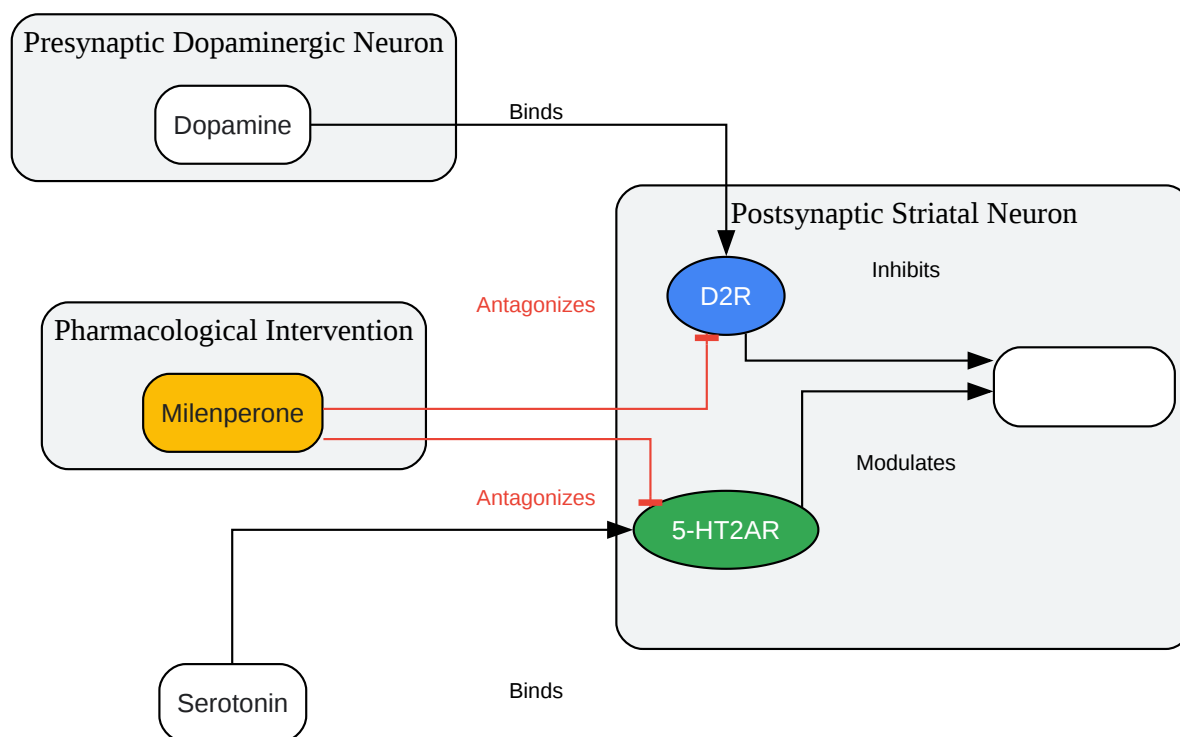 Presynaptic Dopaminergic Neuron
Dopamine
Binds
Postsynaptic Striatal Neuron
D2R
Inhibits
Antagonizes
Pharmacological Intervention
Milenperone
Modulates
Antagonizes
5-HT2AR
Serotonin
Binds